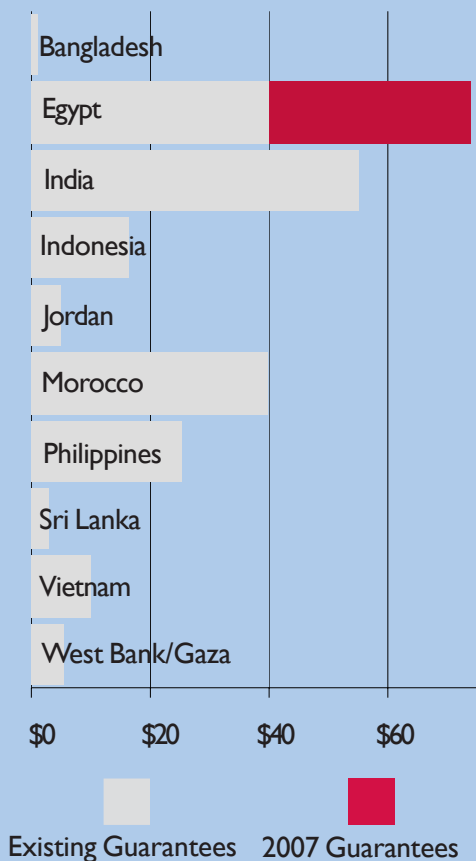 Bangladesh
Egypt
India
Indonesia
Jordan
Morocco
Philippines
Sri Lanka
Vietnam
West Bank/Gaza
$0 $20 $40 $60
Existing Guarantees 2007 Guarantees